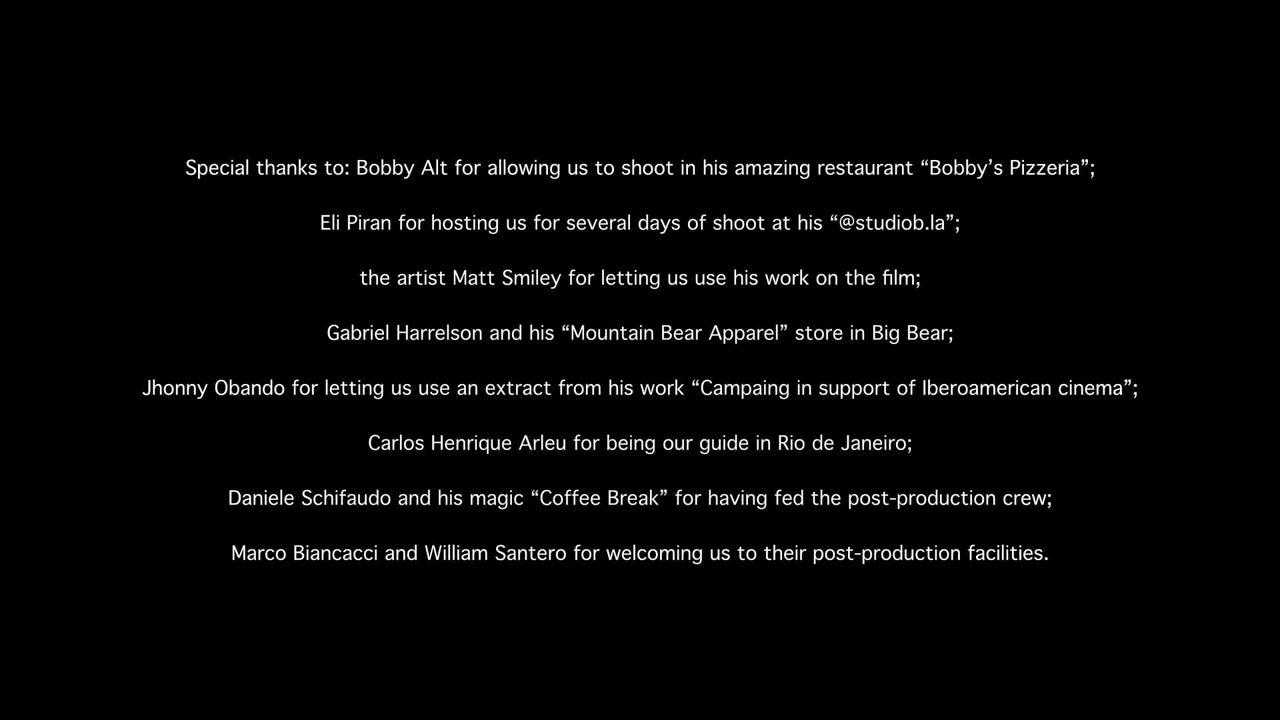 Special thanks to: Bobby Alt for allowing us to shoot in his amazing restaurant “Bobby’s Pizzeria”;
Eli Piran for hosting us for several days of shoot at his “@studiob.la”;
the artist Matt Smiley for letting us use his work on the film;
Gabriel Harrelson and his “Mountain Bear Apparel” store in Big Bear;
Jhonny Obando for letting us use an extract from his work “Campaing in support of Iberoamerican cinema”;
Carlos Henrique Arleu for being our guide in Rio de Janeiro;
Daniele Schifaudo and his magic “Coffee Break” for having fed the post-production crew;
Marco Biancacci and William Santero for welcoming us to their post-production facilities.